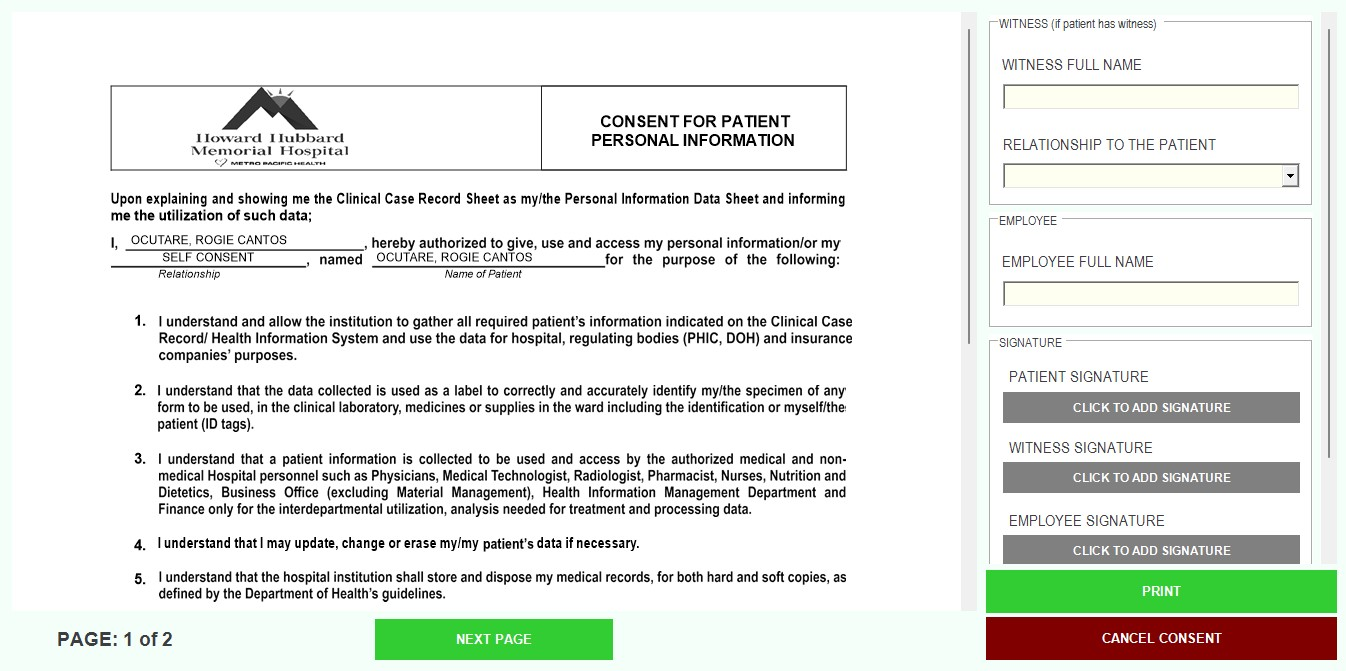 Howard Hubbard
Memorial Hospital
METRO PACIFIC HEALTH
CONSENT FOR PATIENT
PERSONAL INFORMATION
Upon explaining and showing me the Clinical Case Record Sheet as my/the Personal Information Data Sheet and informing
me the utilization of such data;
I, OCUTARE, ROGIE CANTOS, hereby authorized to give, use and access my personal information/or my
SELF CONSENT, named OCUTARE, ROGIE CANTOS for the purpose of the following:
Relationship Name of Patient
1. I understand and allow the institution to gather all required patient's information indicated on the Clinical Case
Record/ Health Information System and use the data for hospital, regulating bodies (PHIC, DOH) and insurance
companies' purposes.
2. I understand that the data collected is used as a label to correctly and accurately identify my/the specimen of any
form to be used, in the clinical laboratory, medicines or supplies in the ward including the identification or myself/the
patient (ID tags).
3. I understand that a patient information is collected to be used and access by the authorized medical and non-
medical Hospital personnel such as Physicians, Medical Technologist, Radiologist, Pharmacist, Nurses, Nutrition and
Dietetics, Business Office (excluding Material Management), Health Information Management Department and
Finance only for the interdepartmental utilization, analysis needed for treatment and processing data.
4. I understand that I may update, change or erase my/my patient's data if necessary.
5. I understand that the hospital institution shall store and dispose my medical records, for both hard and soft copies, as
defined by the Department of Health's guidelines.
PAGE: 1 of 2
NEXT PAGE
WITNESS (if patient has witness)
WITNESS FULL NAME
RELATIONSHIP TO THE PATIENT
EMPLOYEE
EMPLOYEE FULL NAME
SIGNATURE
PATIENT SIGNATURE
CLICK TO ADD SIGNATURE
WITNESS SIGNATURE
CLICK TO ADD SIGNATURE
EMPLOYEE SIGNATURE
CLICK TO ADD SIGNATURE
PRINT
CANCEL CONSENT